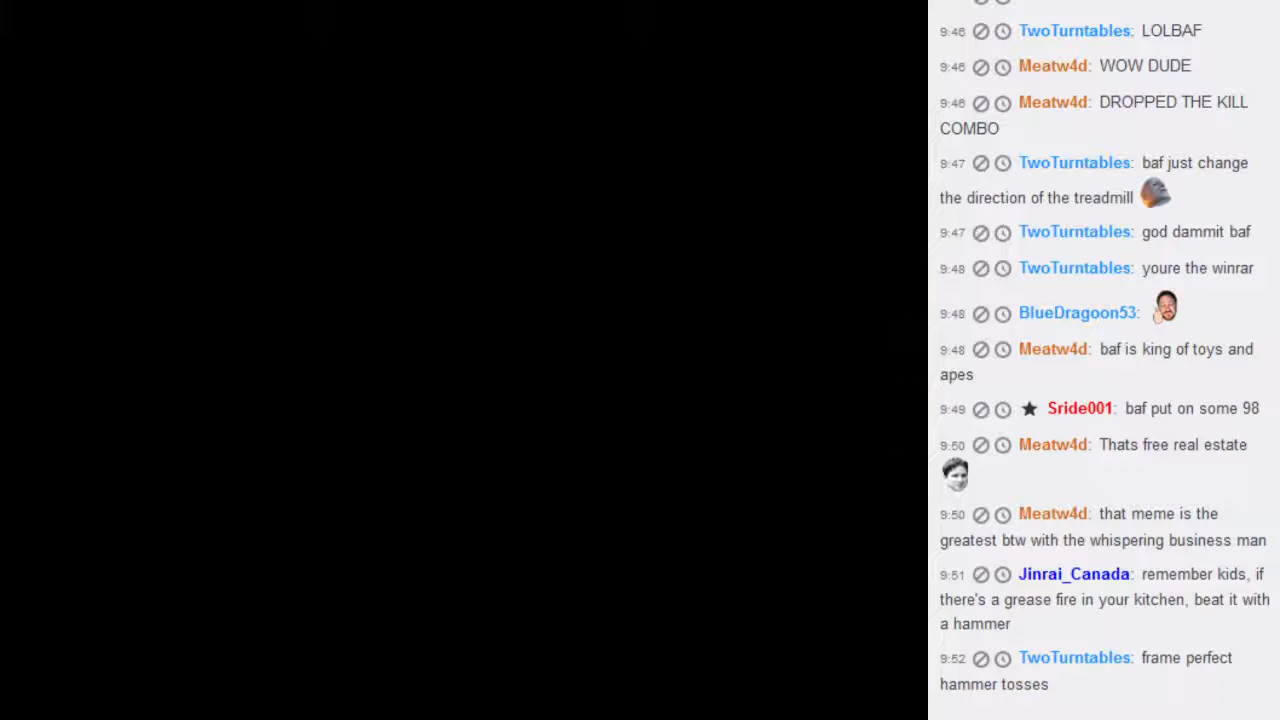 9:46 TwoTurntables: LOLBAF
9:46 Meatw4d: WOW DUDE
9:46 Meatw4d: DROPPED THE KILL
COMBO
9:47 TwoTurntables: baf just change
the direction of the treadmill
9:47 TwoTurntables: god dammit baf
9:48 TwoTurntables: youre the winrar
9:48 BlueDragoon53:
9:48 Meatw4d: baf is king of toys and
apes
9:49 Sride001: baf put on some 98
9:50 Meatw4d: Thats free real estate
9:50 Meatw4d: that meme is the
greatest btw with the whispering business man
9:51 Jinrai_Canada: remember kids, if
there's a grease fire in your kitchen, beat it with
a hammer
9:52 TwoTurntables: frame perfect
hammer tosses